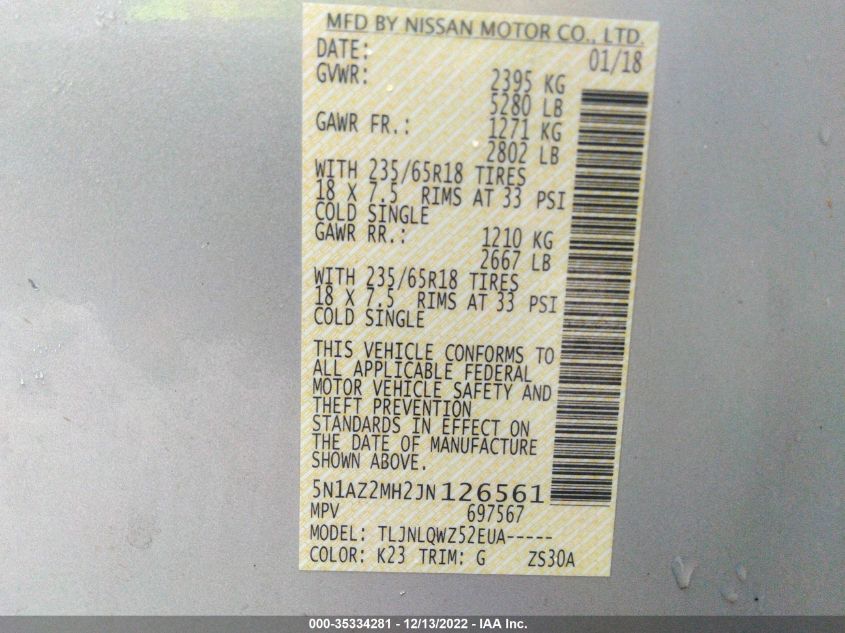 MFD BY NISSAN MOTOR CO., LTD.
DATE: 01/18
GVWR: 2395 KG
5280 LB
GAWR FR.: 1271 KG
2802 LB
WITH 235/65R18 TIRES
18 X 7.5 RIMS AT 33 PSI
COLD SINGLE
GAWR RR.: 1210 KG
2667 LB
WITH 235/65R18 TIRES
18 X 7.5 RIMS AT 33 PSI
COLD SINGLE
THIS VEHICLE CONFORMS TO
ALL APPLICABLE FEDERAL
MOTOR VEHICLE SAFETY AND
THEFT PREVENTION
STANDARDS IN EFFECT ON
THE DATE OF MANUFACTURE
SHOWN ABOVE.
5N1AZ2MH2JN126561
MPV 697567
MODEL: TLJNLQWZ52EUA-----
COLOR: K23 TRIM: G ZS30A
000-35334281 - 12/13/2022 - IAA Inc.